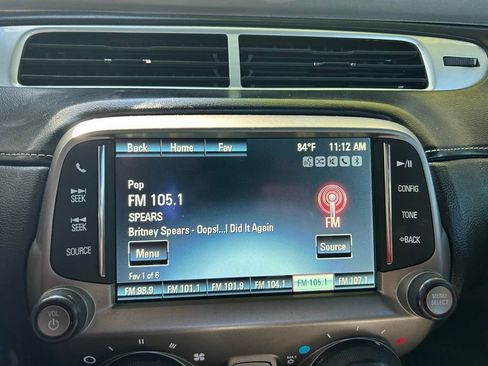 Back Home Fav 84°F 11:12 AM
Pop
FM 105.1
SPEARS
Britney Spears - Oops!...I Did It Again
FM
Menu
Source
Fav 1 of 6
FM 98.9 FM 101.1 FM 101.9 FM 104.1 FM 105.1 FM 107.1
SEEK
SEEK
SOURCE
CONFIG
TONE
BACK
VOL
MENU
SELECT